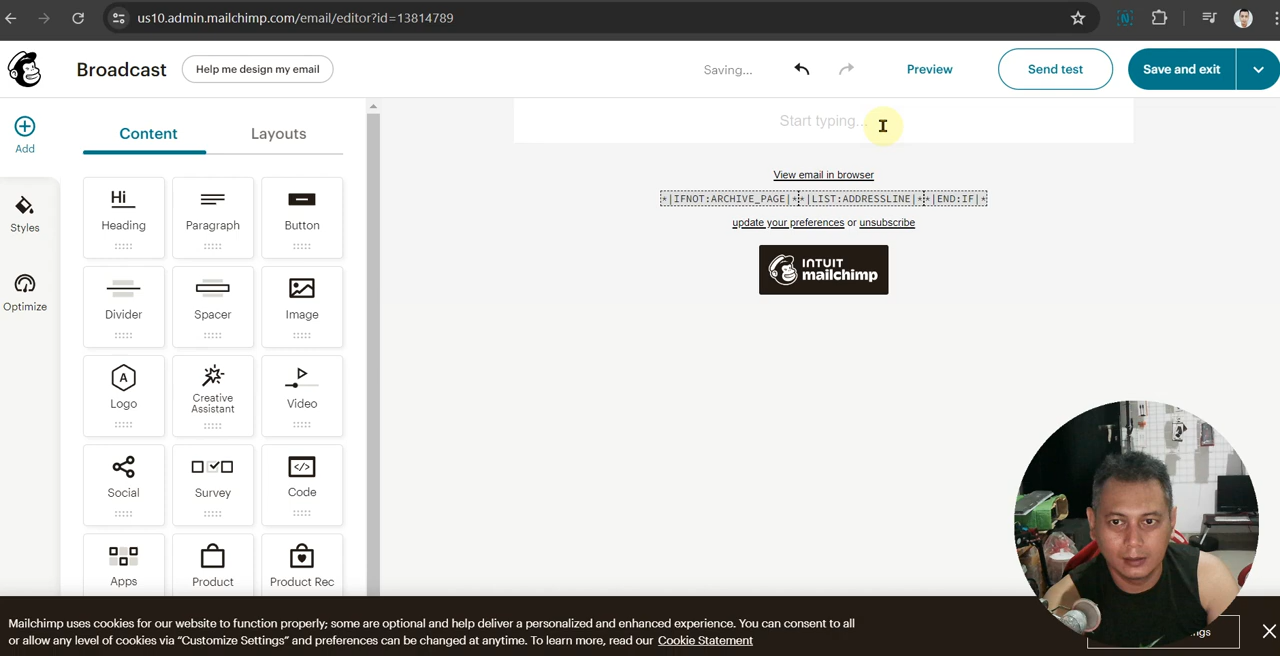 us10.admin.mailchimp.com/email/editor?id=13814789
Broadcast
Help me design my email
Saving...
Preview
Send test
Save and exit
Add
Styles
Optimize
Content
Layouts
Hi
Heading
Paragraph
Button
Divider
Spacer
Image
A
Logo
Creative
Assistant
Video
Social
Survey
Code
Apps
Product
Product Rec
Start typing...
View email in browser
*|IFNOT:ARCHIVE_PAGE|* *|LIST:ADDRESSLINE|* *|END:IF|*
update your preferences or unsubscribe
INTUIT
mailchimp
Mailchimp uses cookies for our website to function properly; some are optional and help deliver a personalized and enhanced experience. You can consent to all
or allow any level of cookies via “Customize Settings” and preferences can be changed at anytime. To learn more, read our Cookie Statement